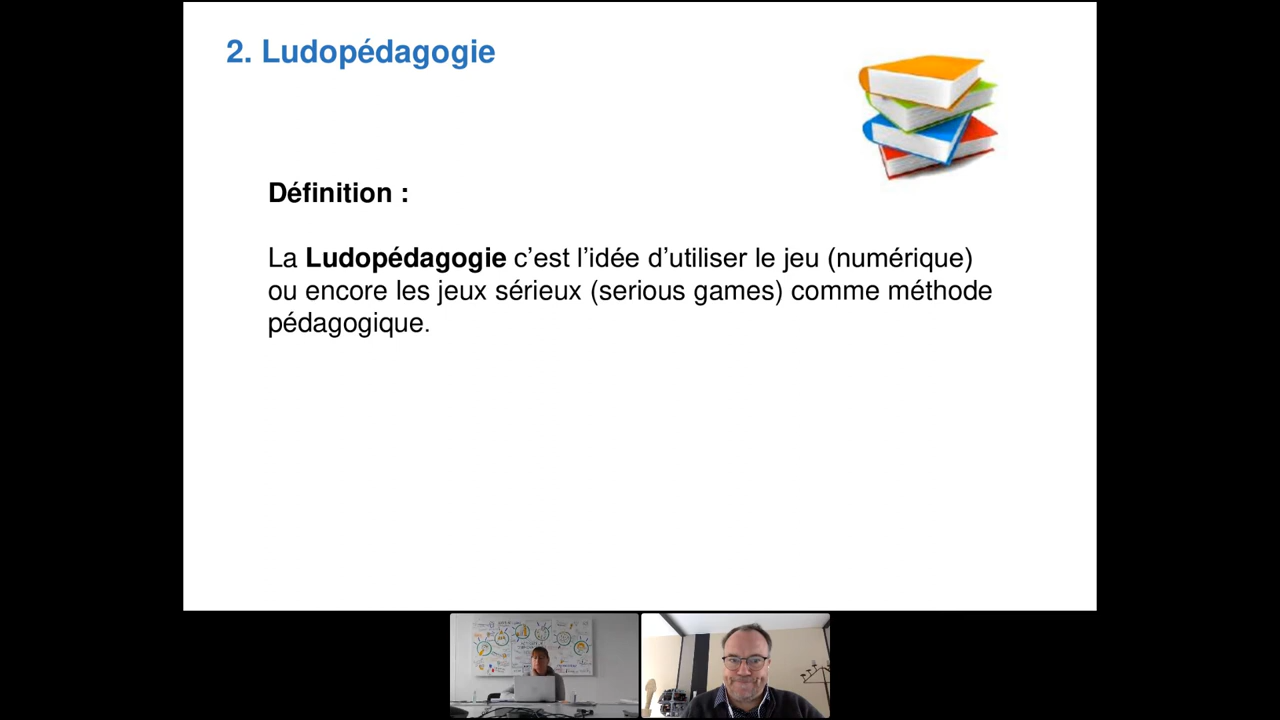 2. Ludopédagogie
Définition :
La Ludopédagogie c’est l’idée d’utiliser le jeu (numérique)
ou encore les jeux sérieux (serious games) comme méthode
pédagogique.